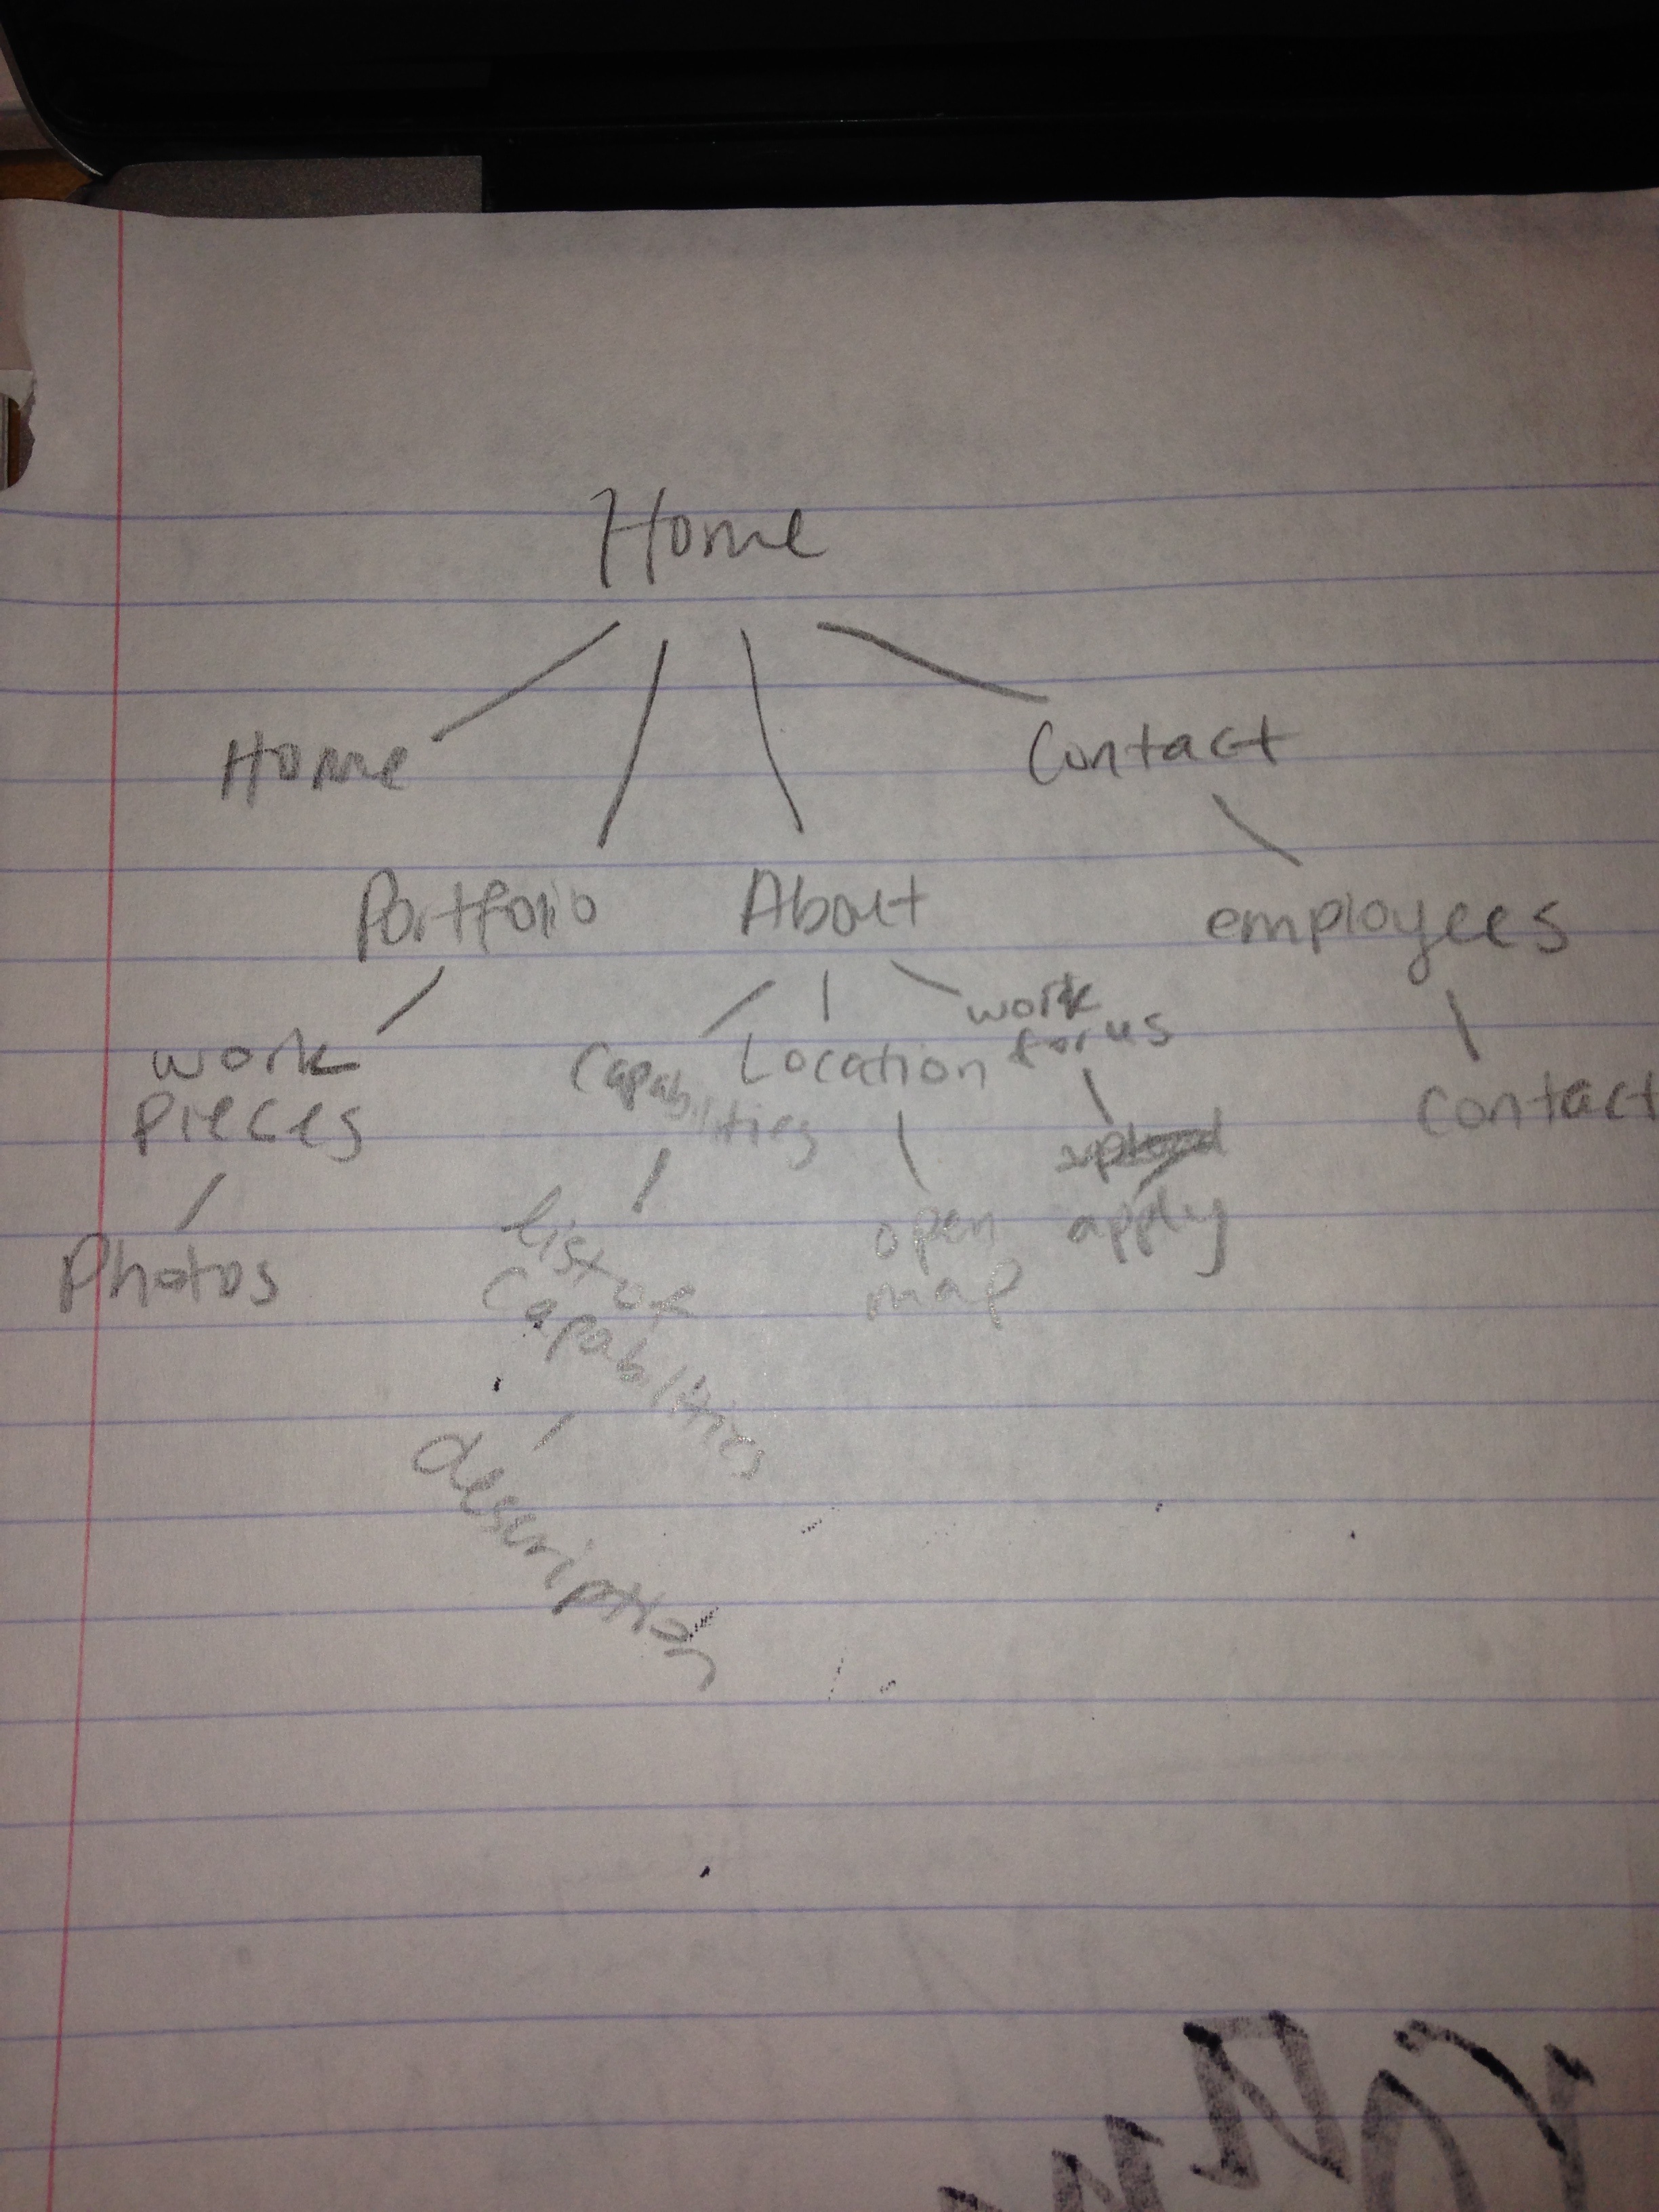 Home
Home
Contact
Portfolio
About
employees
work
pieces
Capabilities
Location
work
for us
contact
Photos
list of
Capabilities
open
map
apply
description